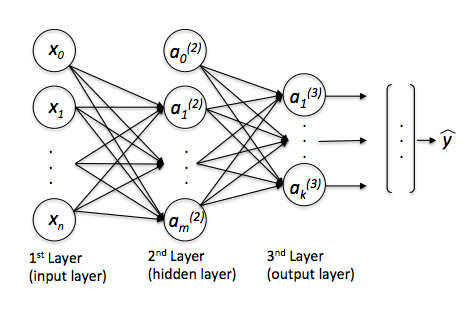 x₀ a₀⁽²⁾
x₁ a₁⁽²⁾ a₁⁽³⁾
ŷ
aₖ⁽³⁾
xₙ aₘ⁽²⁾
1ˢᵗ Layer 2ⁿᵈ Layer 3ⁿᵈ Layer
(input layer) (hidden layer) (output layer)